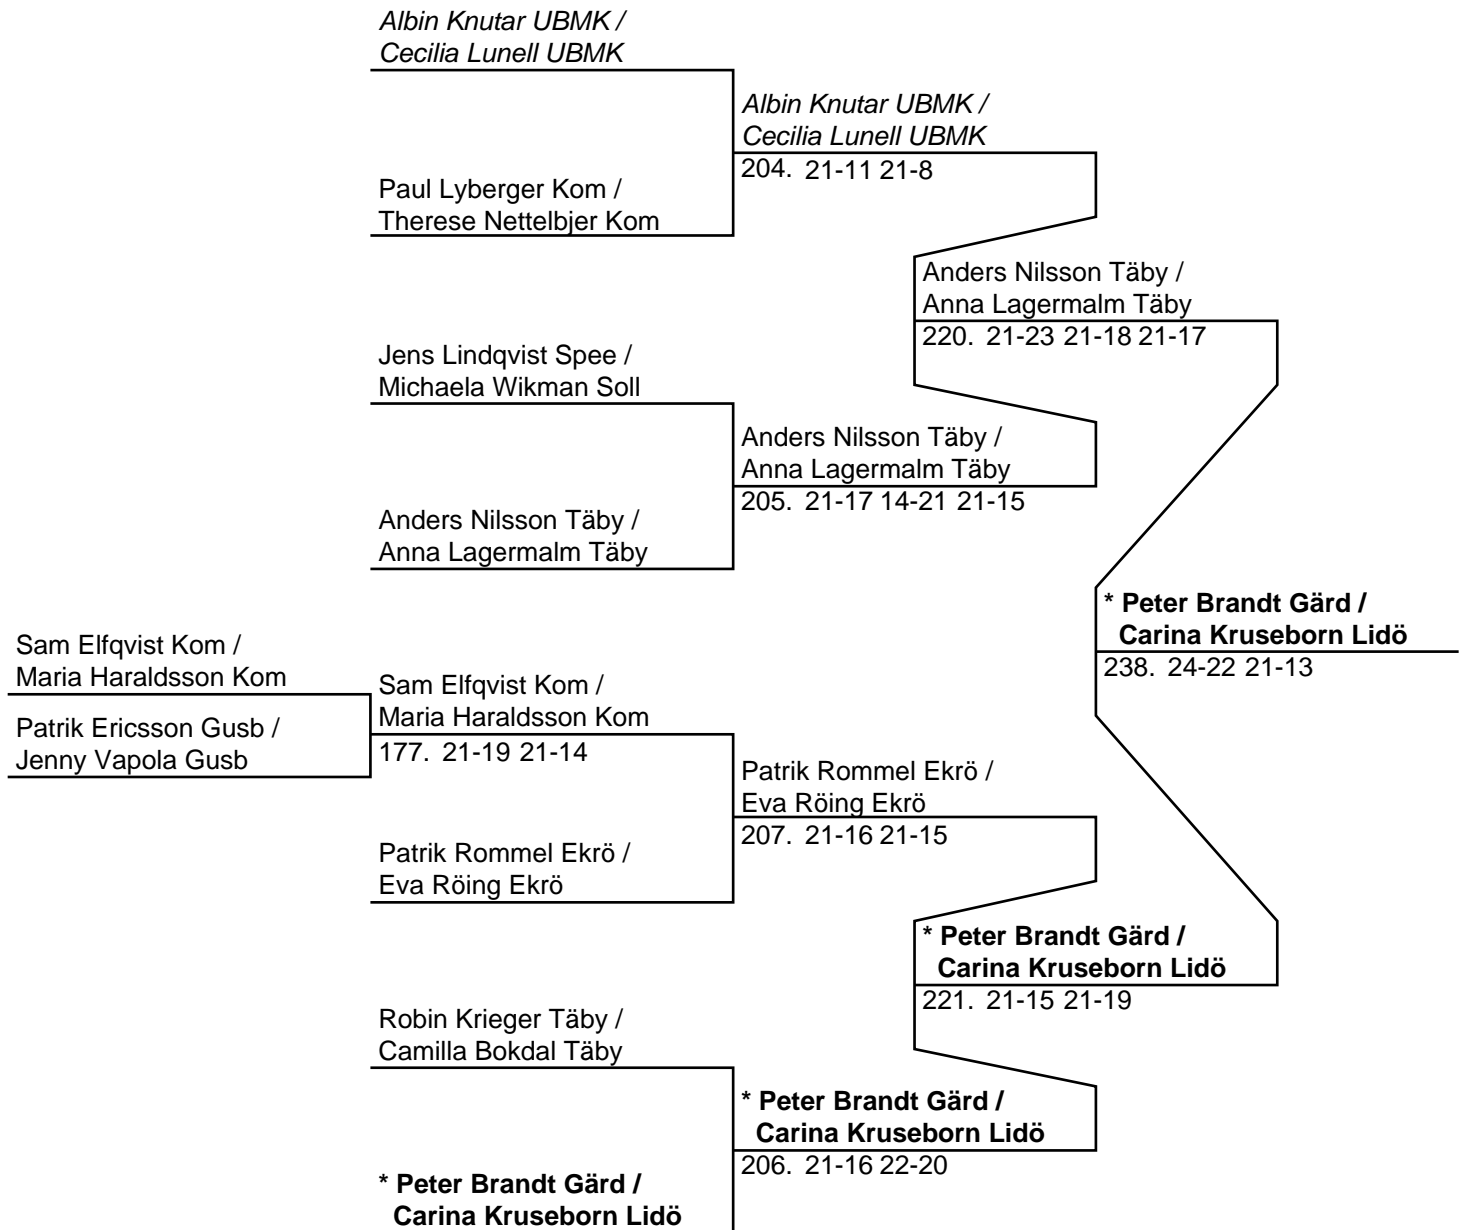 Albin Knutar UBMK /
Cecilia Lunell UBMK
Albin Knutar UBMK /
Cecilia Lunell UBMK
204. 21-11 21-8
Paul Lyberger Kom /
Therese Nettelbjer Kom
Anders Nilsson Täby /
Anna Lagermalm Täby
220. 21-23 21-18 21-17
Jens Lindqvist Spee /
Michaela Wikman Soll
Anders Nilsson Täby /
Anna Lagermalm Täby
205. 21-17 14-21 21-15
Anders Nilsson Täby /
Anna Lagermalm Täby
* Peter Brandt Gärd /
Carina Kruseborn Lidö
238. 24-22 21-13
Sam Elfqvist Kom /
Maria Haraldsson Kom
Sam Elfqvist Kom /
Maria Haraldsson Kom
177. 21-19 21-14
Patrik Ericsson Gusb /
Jenny Vapola Gusb
Patrik Rommel Ekrö /
Eva Röing Ekrö
207. 21-16 21-15
Patrik Rommel Ekrö /
Eva Röing Ekrö
* Peter Brandt Gärd /
Carina Kruseborn Lidö
221. 21-15 21-19
Robin Krieger Täby /
Camilla Bokdal Täby
* Peter Brandt Gärd /
Carina Kruseborn Lidö
206. 21-16 22-20
* Peter Brandt Gärd /
Carina Kruseborn Lidö